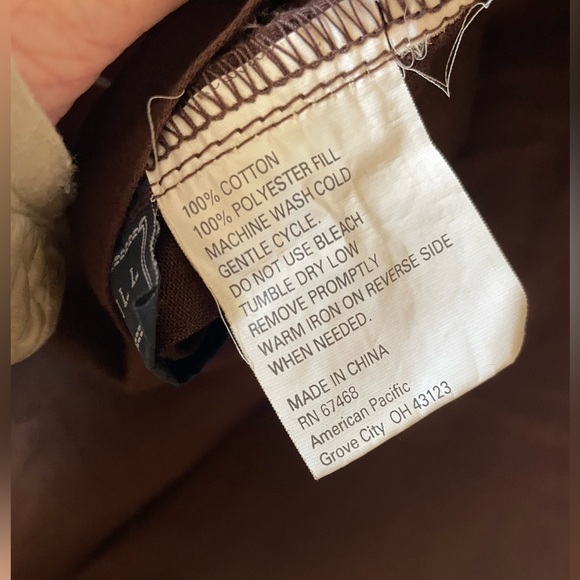 100% COTTON
100% POLYESTER FILL
MACHINE WASH COLD
GENTLE CYCLE.
DO NOT USE BLEACH
TUMBLE DRY LOW
REMOVE PROMPTLY
WARM IRON ON REVERSE SIDE
WHEN NEEDED.
MADE IN CHINA
RN 67468
American Pacific
Grove City OH 43123